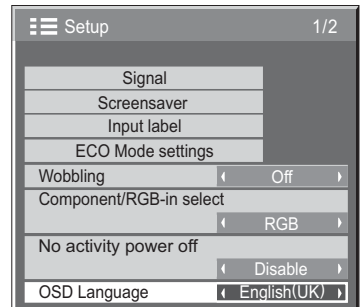 Setup 1/2
Signal
Screensaver
Input label
ECO Mode settings
Wobbling Off
Component/RGB-in select
RGB
No activity power off
Disable
OSD Language English(UK)